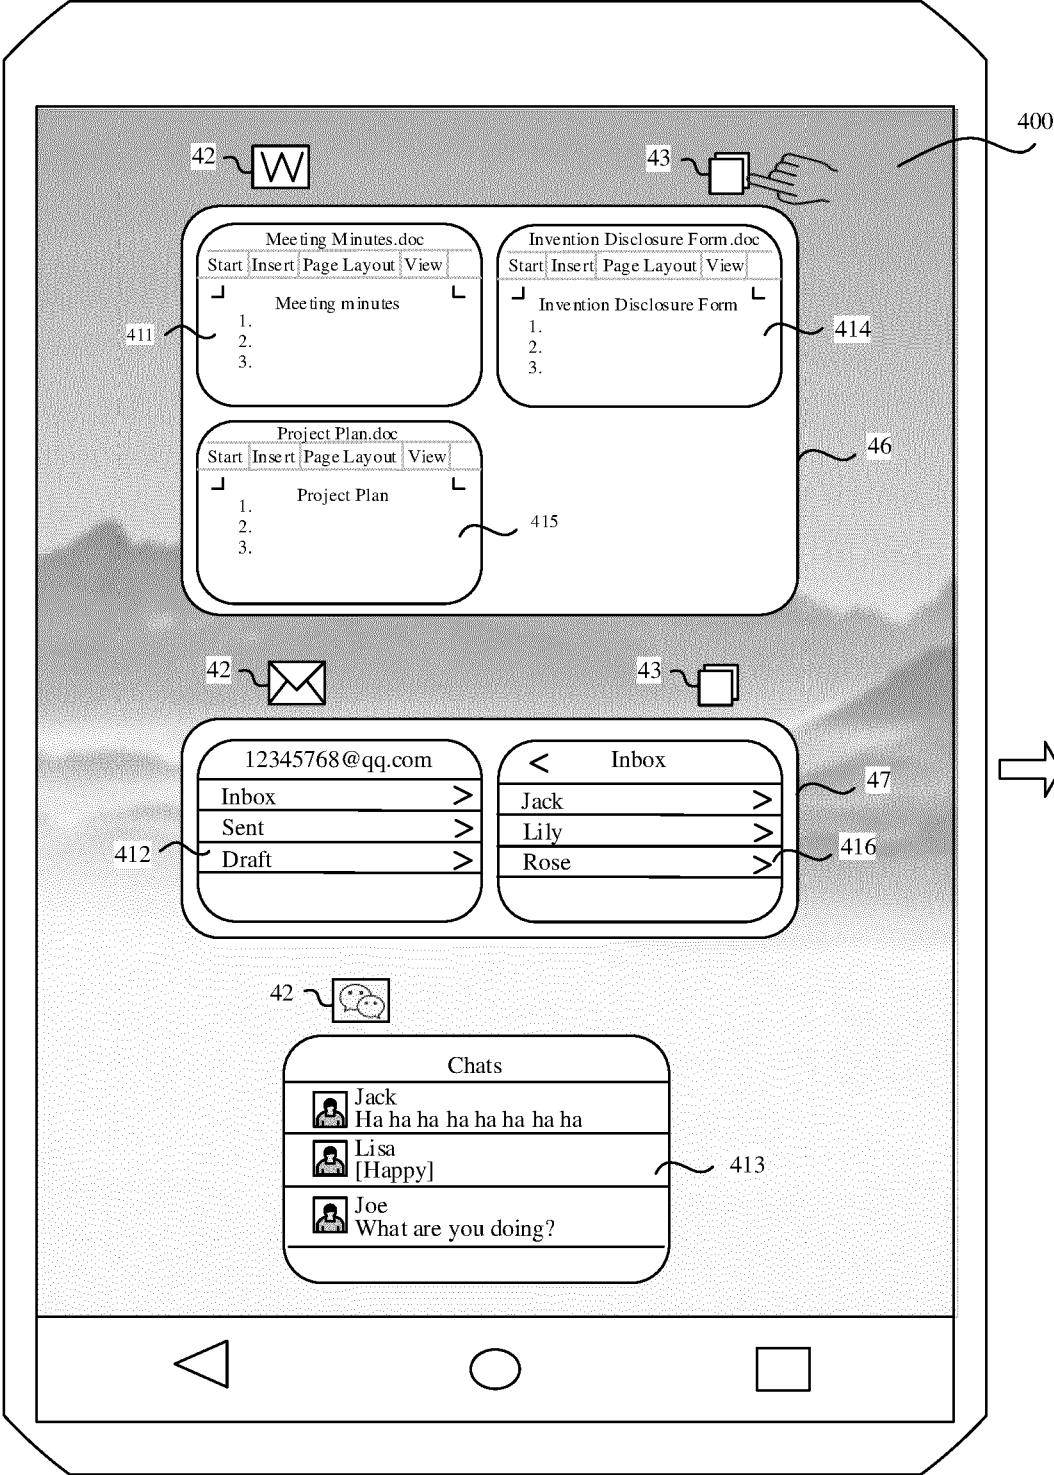 400
42
W
43
Meeting Minutes.doc
Start Insert Page Layout View
Meeting minutes
1.
2.
3.
411
Invention Disclosure Form.doc
Start Insert Page Layout View
Invention Disclosure Form
1.
2.
3.
414
Project Plan.doc
Start Insert Page Layout View
Project Plan
1.
2.
3.
415
46
42
43
12345768@qq.com
Inbox >
Sent >
Draft >
412
< Inbox
Jack >
Lily >
Rose >
416
47
42
Chats
Jack
Ha ha ha ha ha ha ha ha
Lisa
[Happy]
Joe
What are you doing?
413